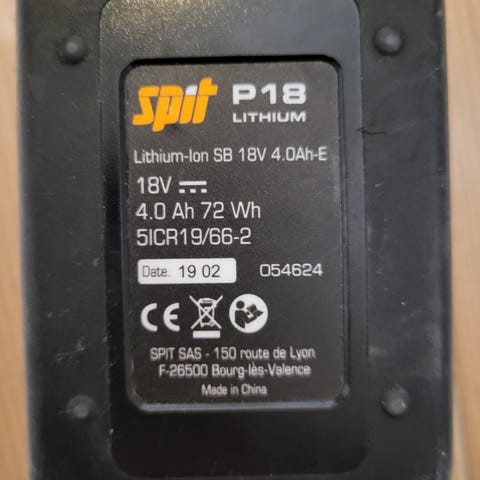 spit P18
LITHIUM
Lithium-Ion SB 18V 4.0Ah-E
18V
4.0 Ah 72 Wh
5ICR19/66-2
Date. 19 02 054624
CE
SPIT SAS - 150 route de Lyon
F-26500 Bourg-lès-Valence
Made in China